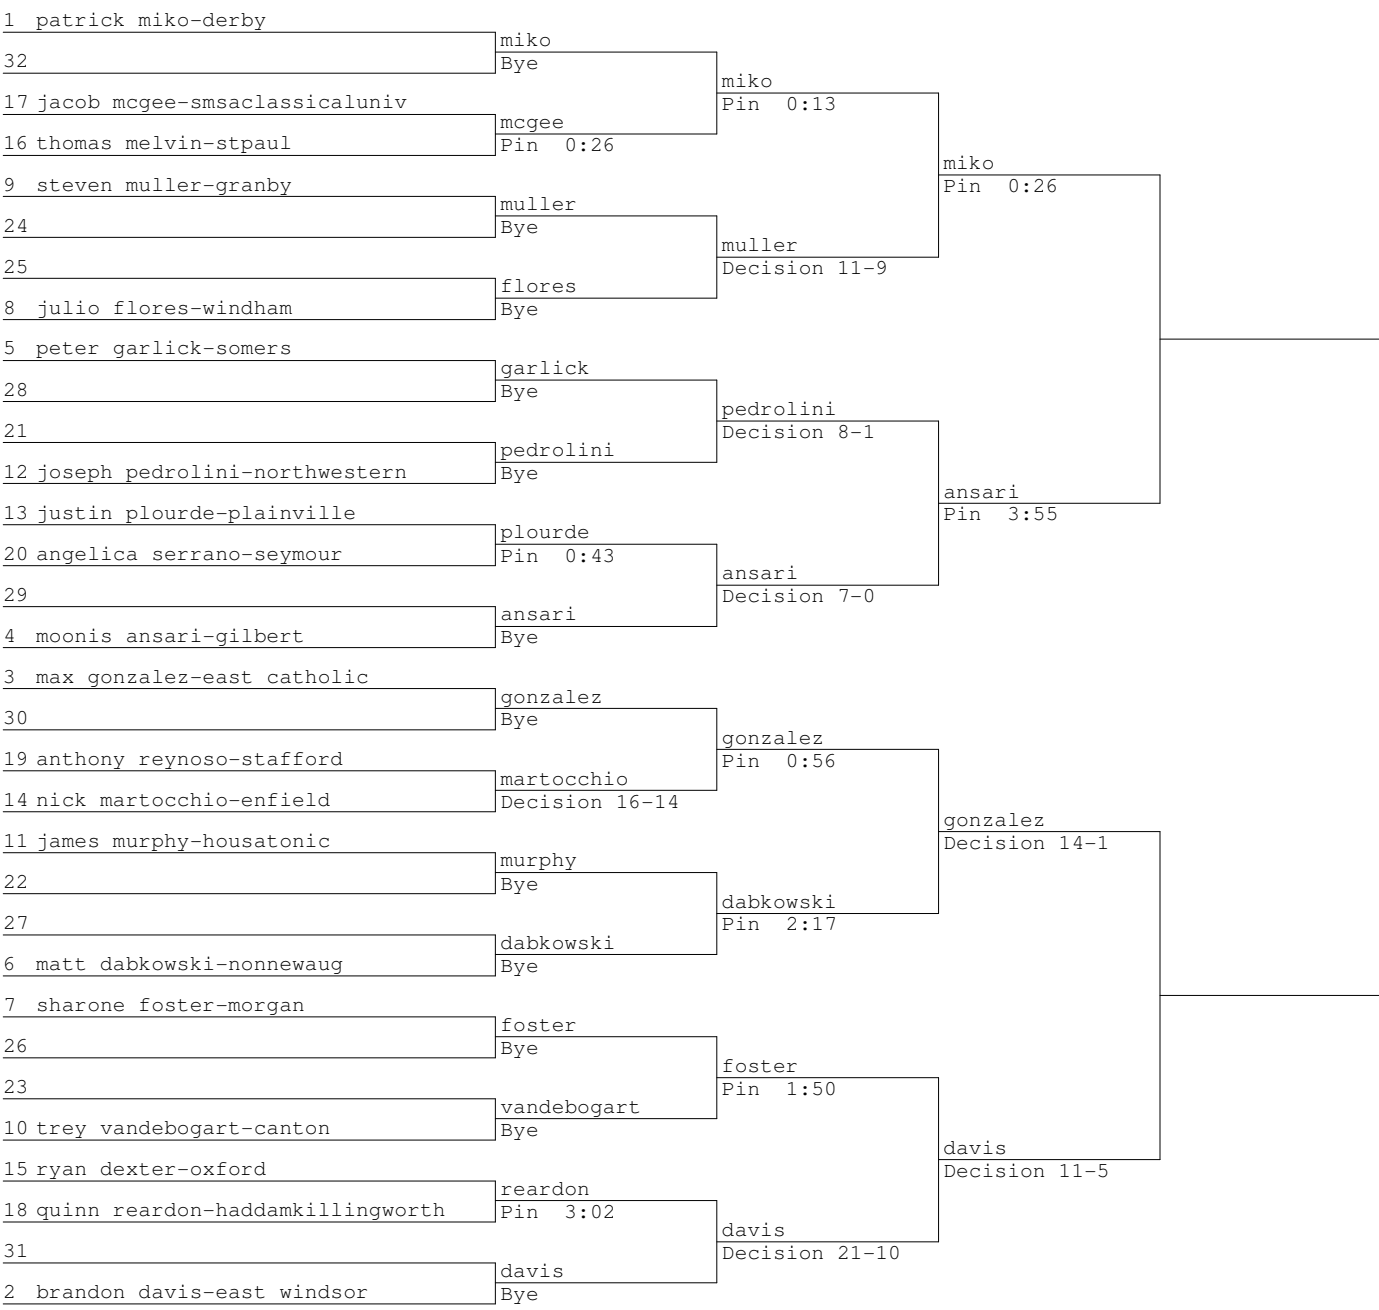 1 patrick miko-derby
32
17 jacob mcgee-smsaclassicaluniv
16 thomas melvin-stpaul
9 steven muller-granby
24
25
8 julio flores-windham
5 peter garlick-somers
28
21
12 joseph pedrolini-northwestern
13 justin plourde-plainville
20 angelica serrano-seymour
29
4 moonis ansari-gilbert
3 max gonzalez-east catholic
30
19 anthony reynoso-stafford
14 nick martocchio-enfield
11 james murphy-housatonic
22
27
6 matt dabkowski-nonnewaug
7 sharone foster-morgan
26
23
10 trey vandebogart-canton
15 ryan dexter-oxford
18 quinn reardon-haddamkillingworth
31
2 brandon davis-east windsor
miko
Bye
mcgee
Pin 0:26
muller
Bye
flores
Bye
garlick
Bye
pedrolini
Bye
plourde
Pin 0:43
ansari
Bye
gonzalez
Bye
martocchio
Decision 16-14
murphy
Bye
dabkowski
Bye
foster
Bye
vandebogart
Bye
reardon
Pin 3:02
davis
Bye
miko
Pin 0:13
muller
Decision 11-9
pedrolini
Decision 8-1
ansari
Decision 7-0
gonzalez
Pin 0:56
dabkowski
Pin 2:17
foster
Pin 1:50
davis
Decision 21-10
miko
Pin 0:26
ansari
Pin 3:55
gonzalez
Decision 14-1
davis
Decision 11-5